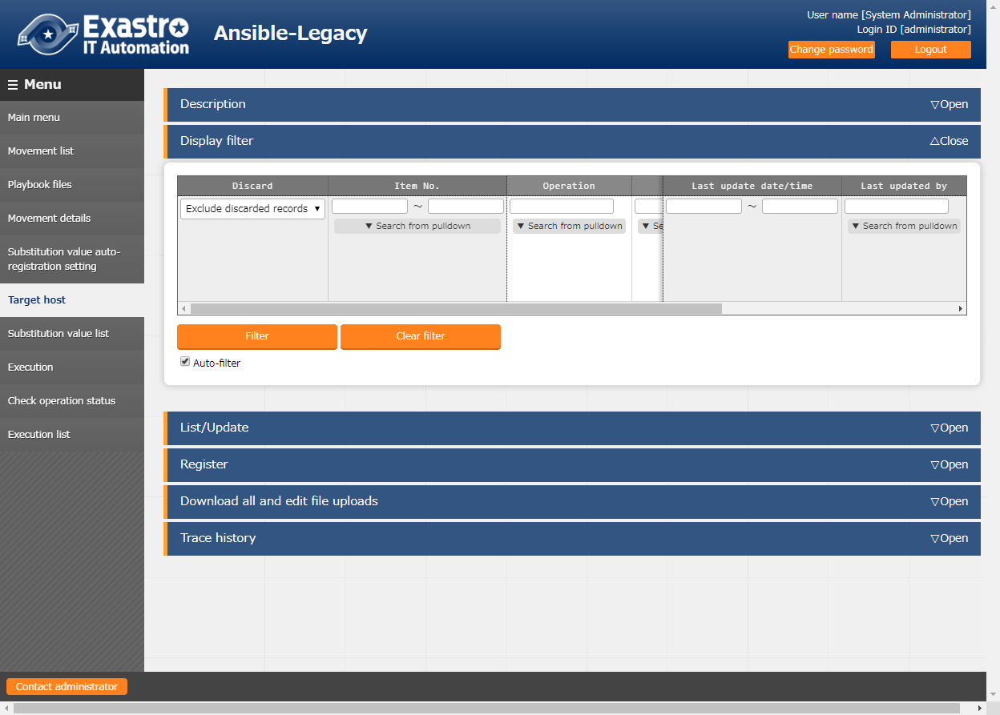 Exastro
IT Automation
Ansible-Legacy
User name [System Administrator]
Login ID [administrator]
Change password
Logout
Menu
Main menu
Movement list
Playbook files
Movement details
Substitution value auto-
registration setting
Target host
Substitution value list
Execution
Check operation status
Execution list
Description
▽Open
Display filter
△Close
Discard
Item No.
Operation
Last update date/time
Last updated by
Exclude discarded records ▼
~
~
▼ Search from pulldown
▼ Search from pulldown
▼ Se
▼ Search from pulldown
Filter
Clear filter
Auto-filter
List/Update
▽Open
Register
▽Open
Download all and edit file uploads
▽Open
Trace history
▽Open
Contact administrator